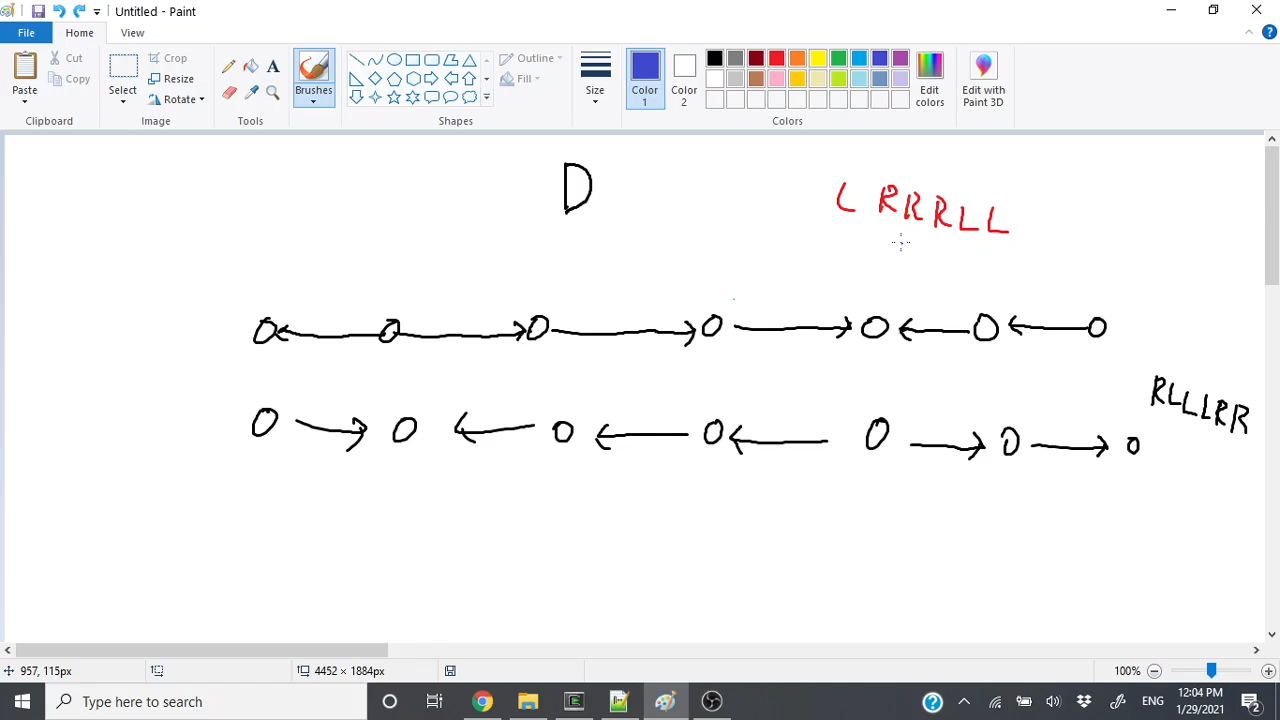 Untitled - Paint
File Home View
Paste
Cut
Copy
Clipboard
Select
Crop
Resize
Rotate
Image
A
Tools
Brushes
Outline
Fill
Shapes
Size
Color 1
Color 2
Edit colors
Colors
Edit with Paint 3D
D
LRRRLL
RLLLRR
957, 115px
4452 × 1884px
100%
Type here to search
ENG
12:04 PM
1/29/2021
2